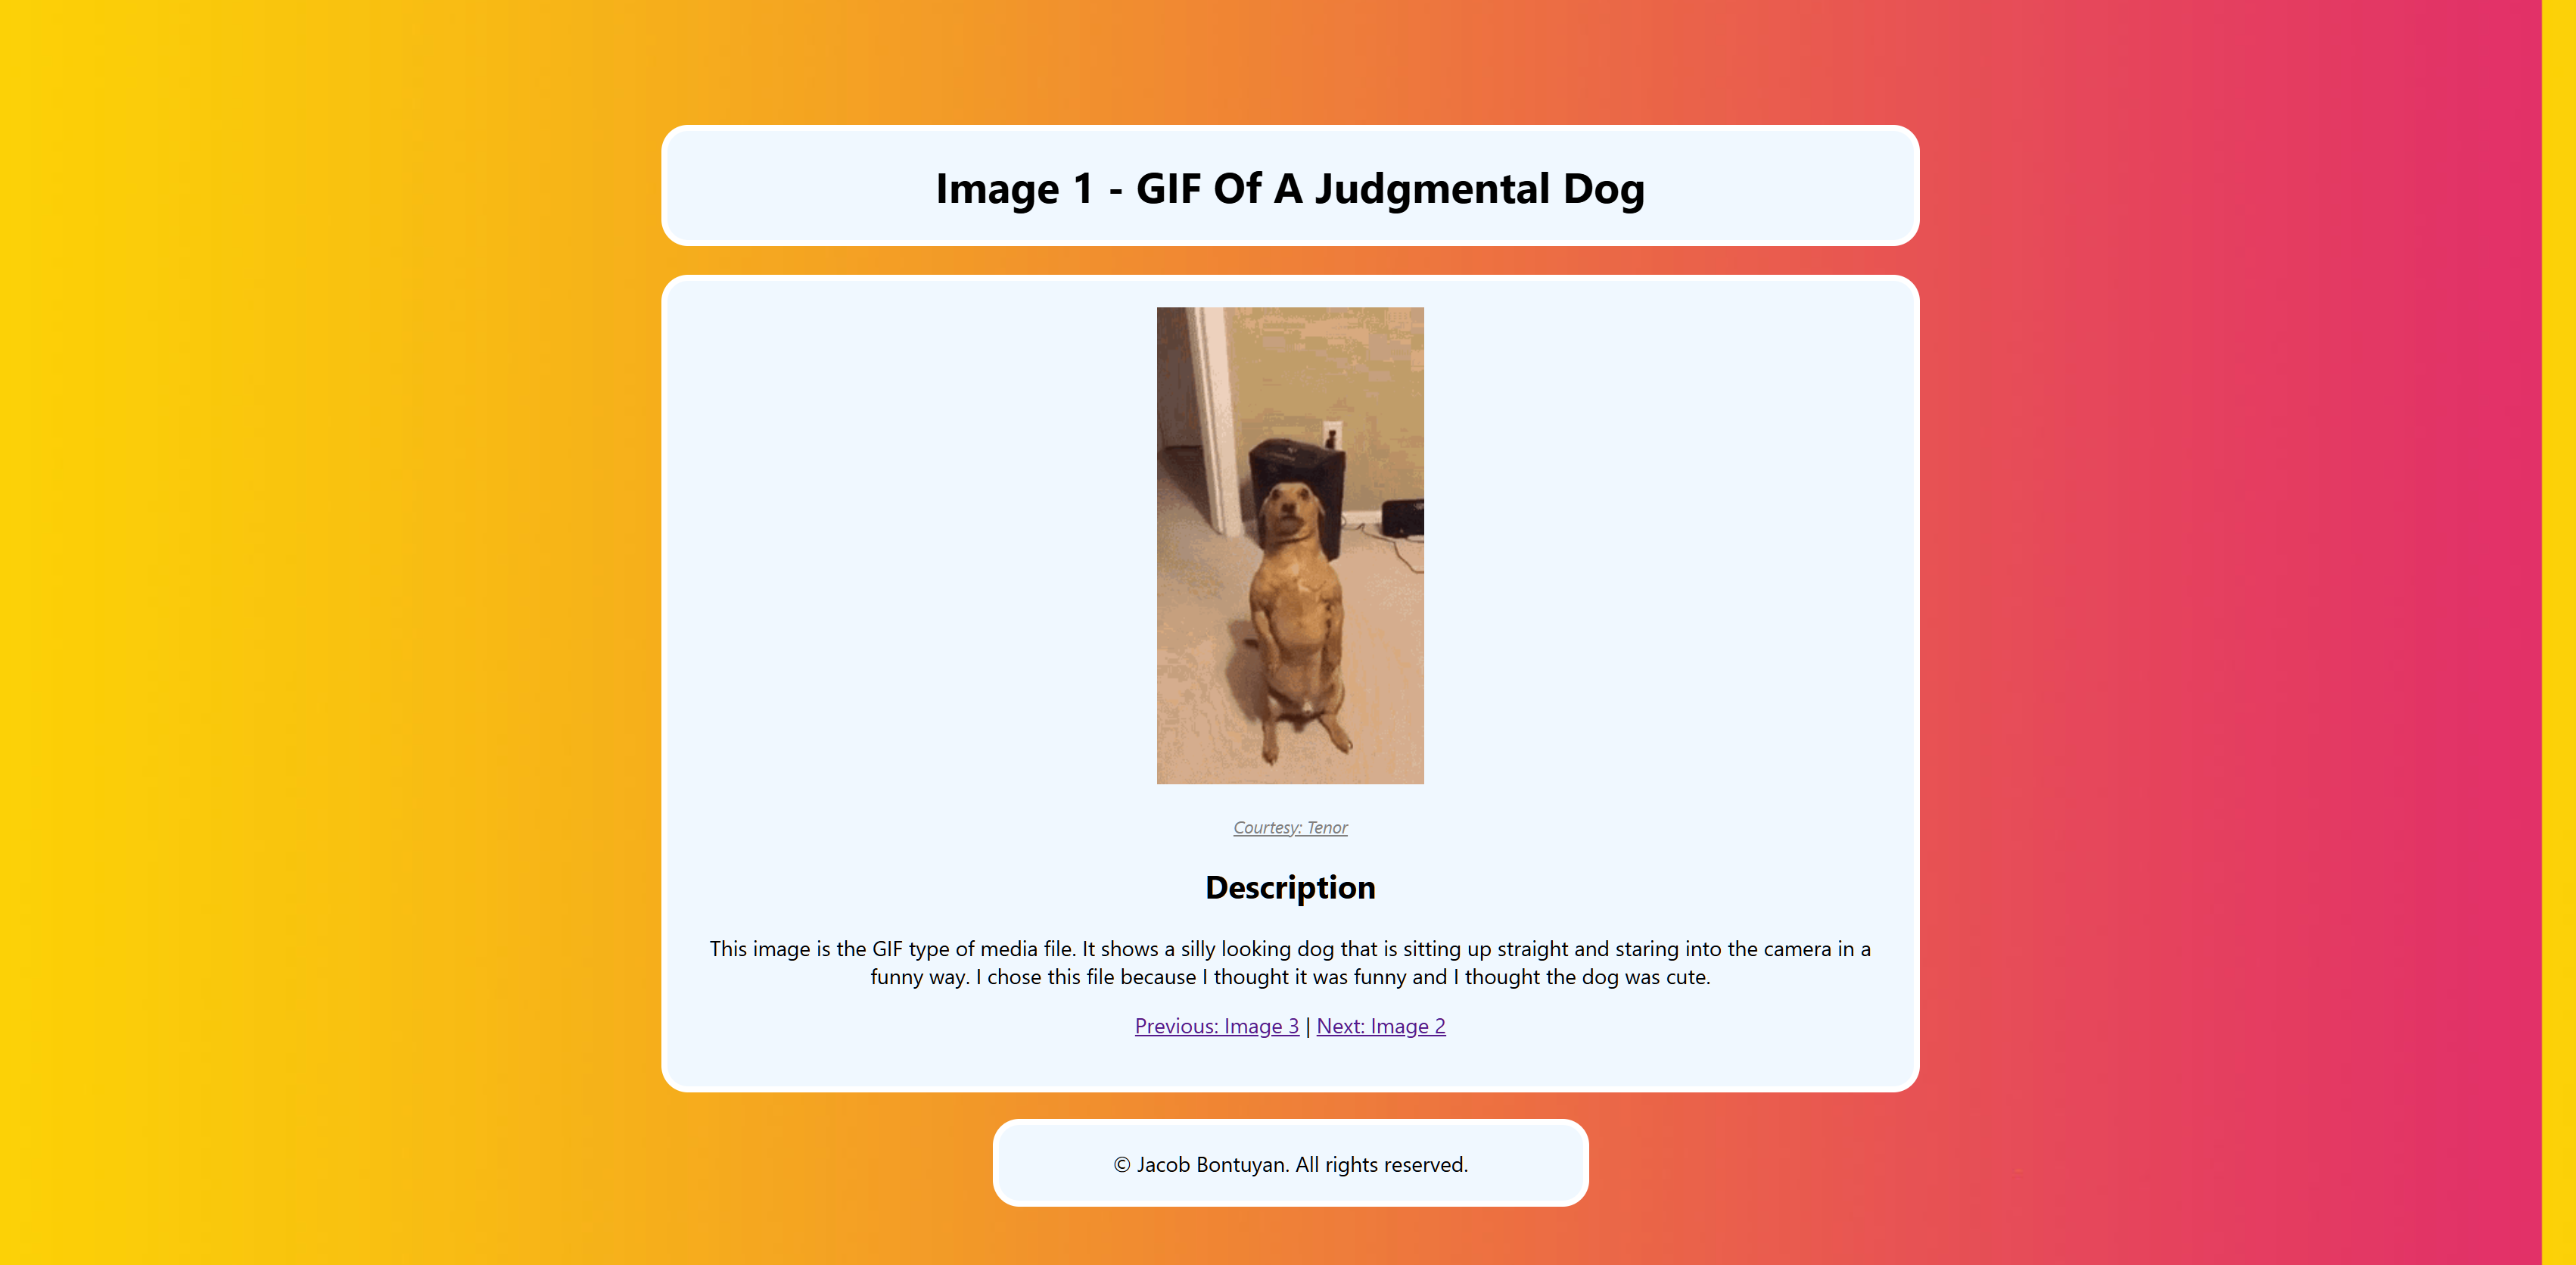 Image 1 - GIF Of A Judgmental Dog
Courtesy: Tenor
Description
This image is the GIF type of media file. It shows a silly looking dog that is sitting up straight and staring into the camera in a
funny way. I chose this file because I thought it was funny and I thought the dog was cute.
Previous: Image 3 | Next: Image 2
© Jacob Bontuyan. All rights reserved.